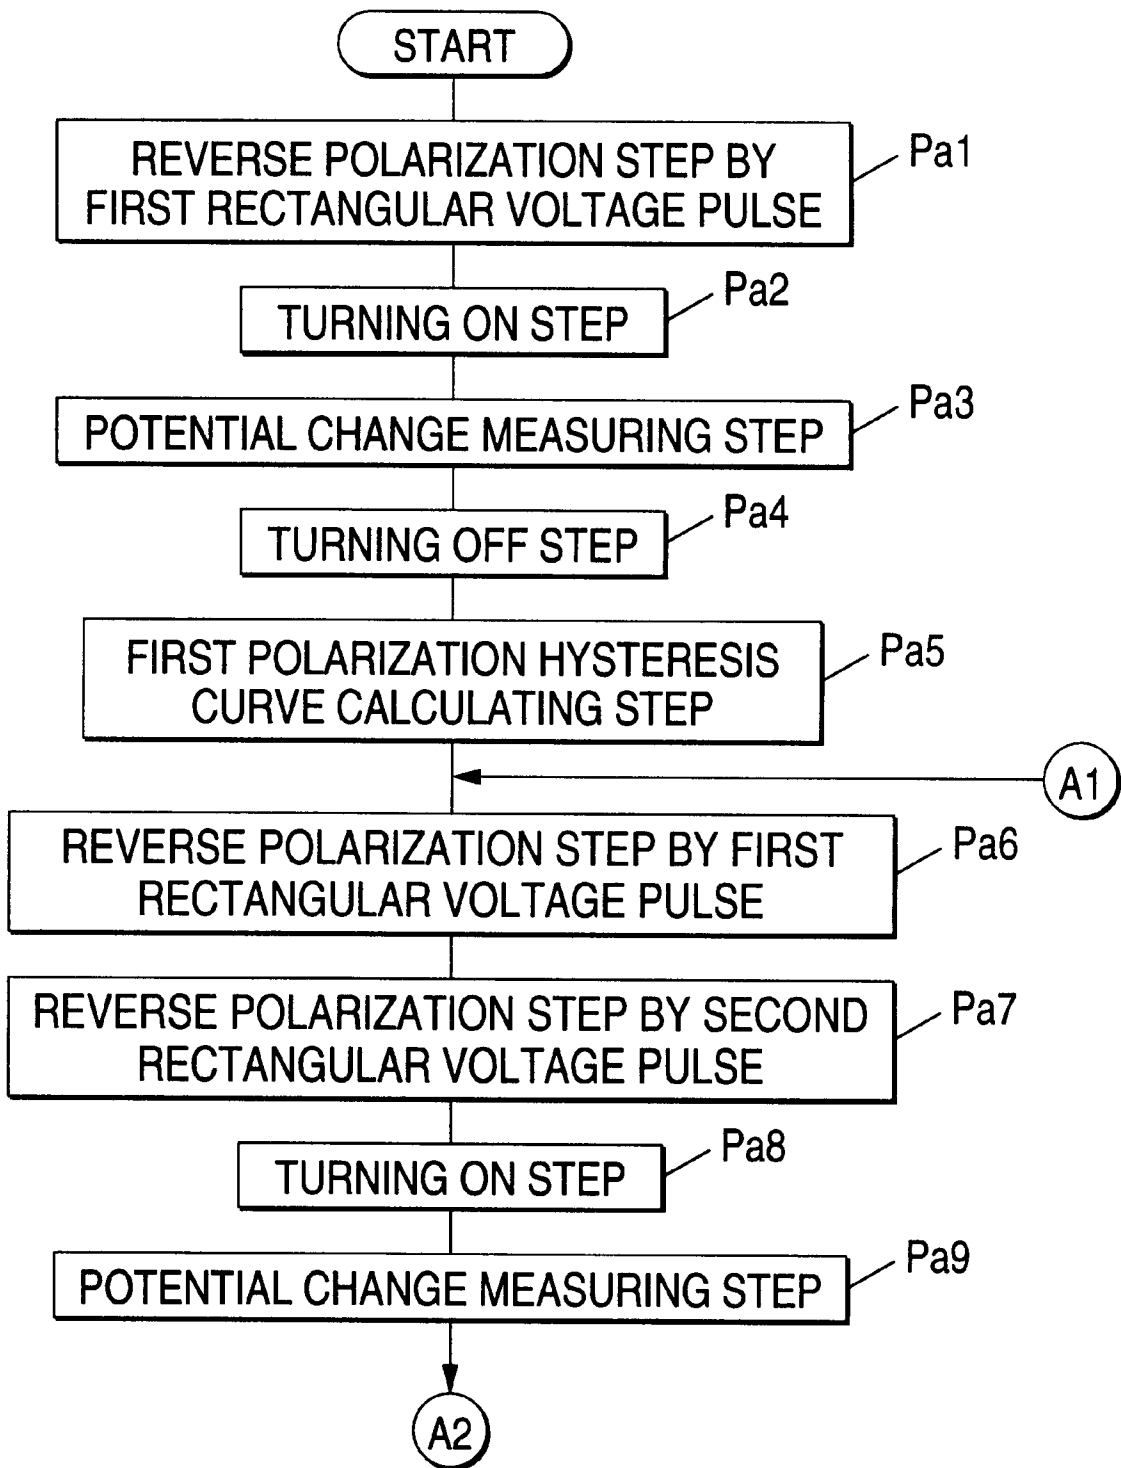 START
REVERSE POLARIZATION STEP BY
FIRST RECTANGULAR VOLTAGE PULSE
Pa1
TURNING ON STEP
Pa2
POTENTIAL CHANGE MEASURING STEP
Pa3
TURNING OFF STEP
Pa4
FIRST POLARIZATION HYSTERESIS
CURVE CALCULATING STEP
Pa5
A1
REVERSE POLARIZATION STEP BY FIRST
RECTANGULAR VOLTAGE PULSE
Pa6
REVERSE POLARIZATION STEP BY SECOND
RECTANGULAR VOLTAGE PULSE
Pa7
TURNING ON STEP
Pa8
POTENTIAL CHANGE MEASURING STEP
Pa9
A2